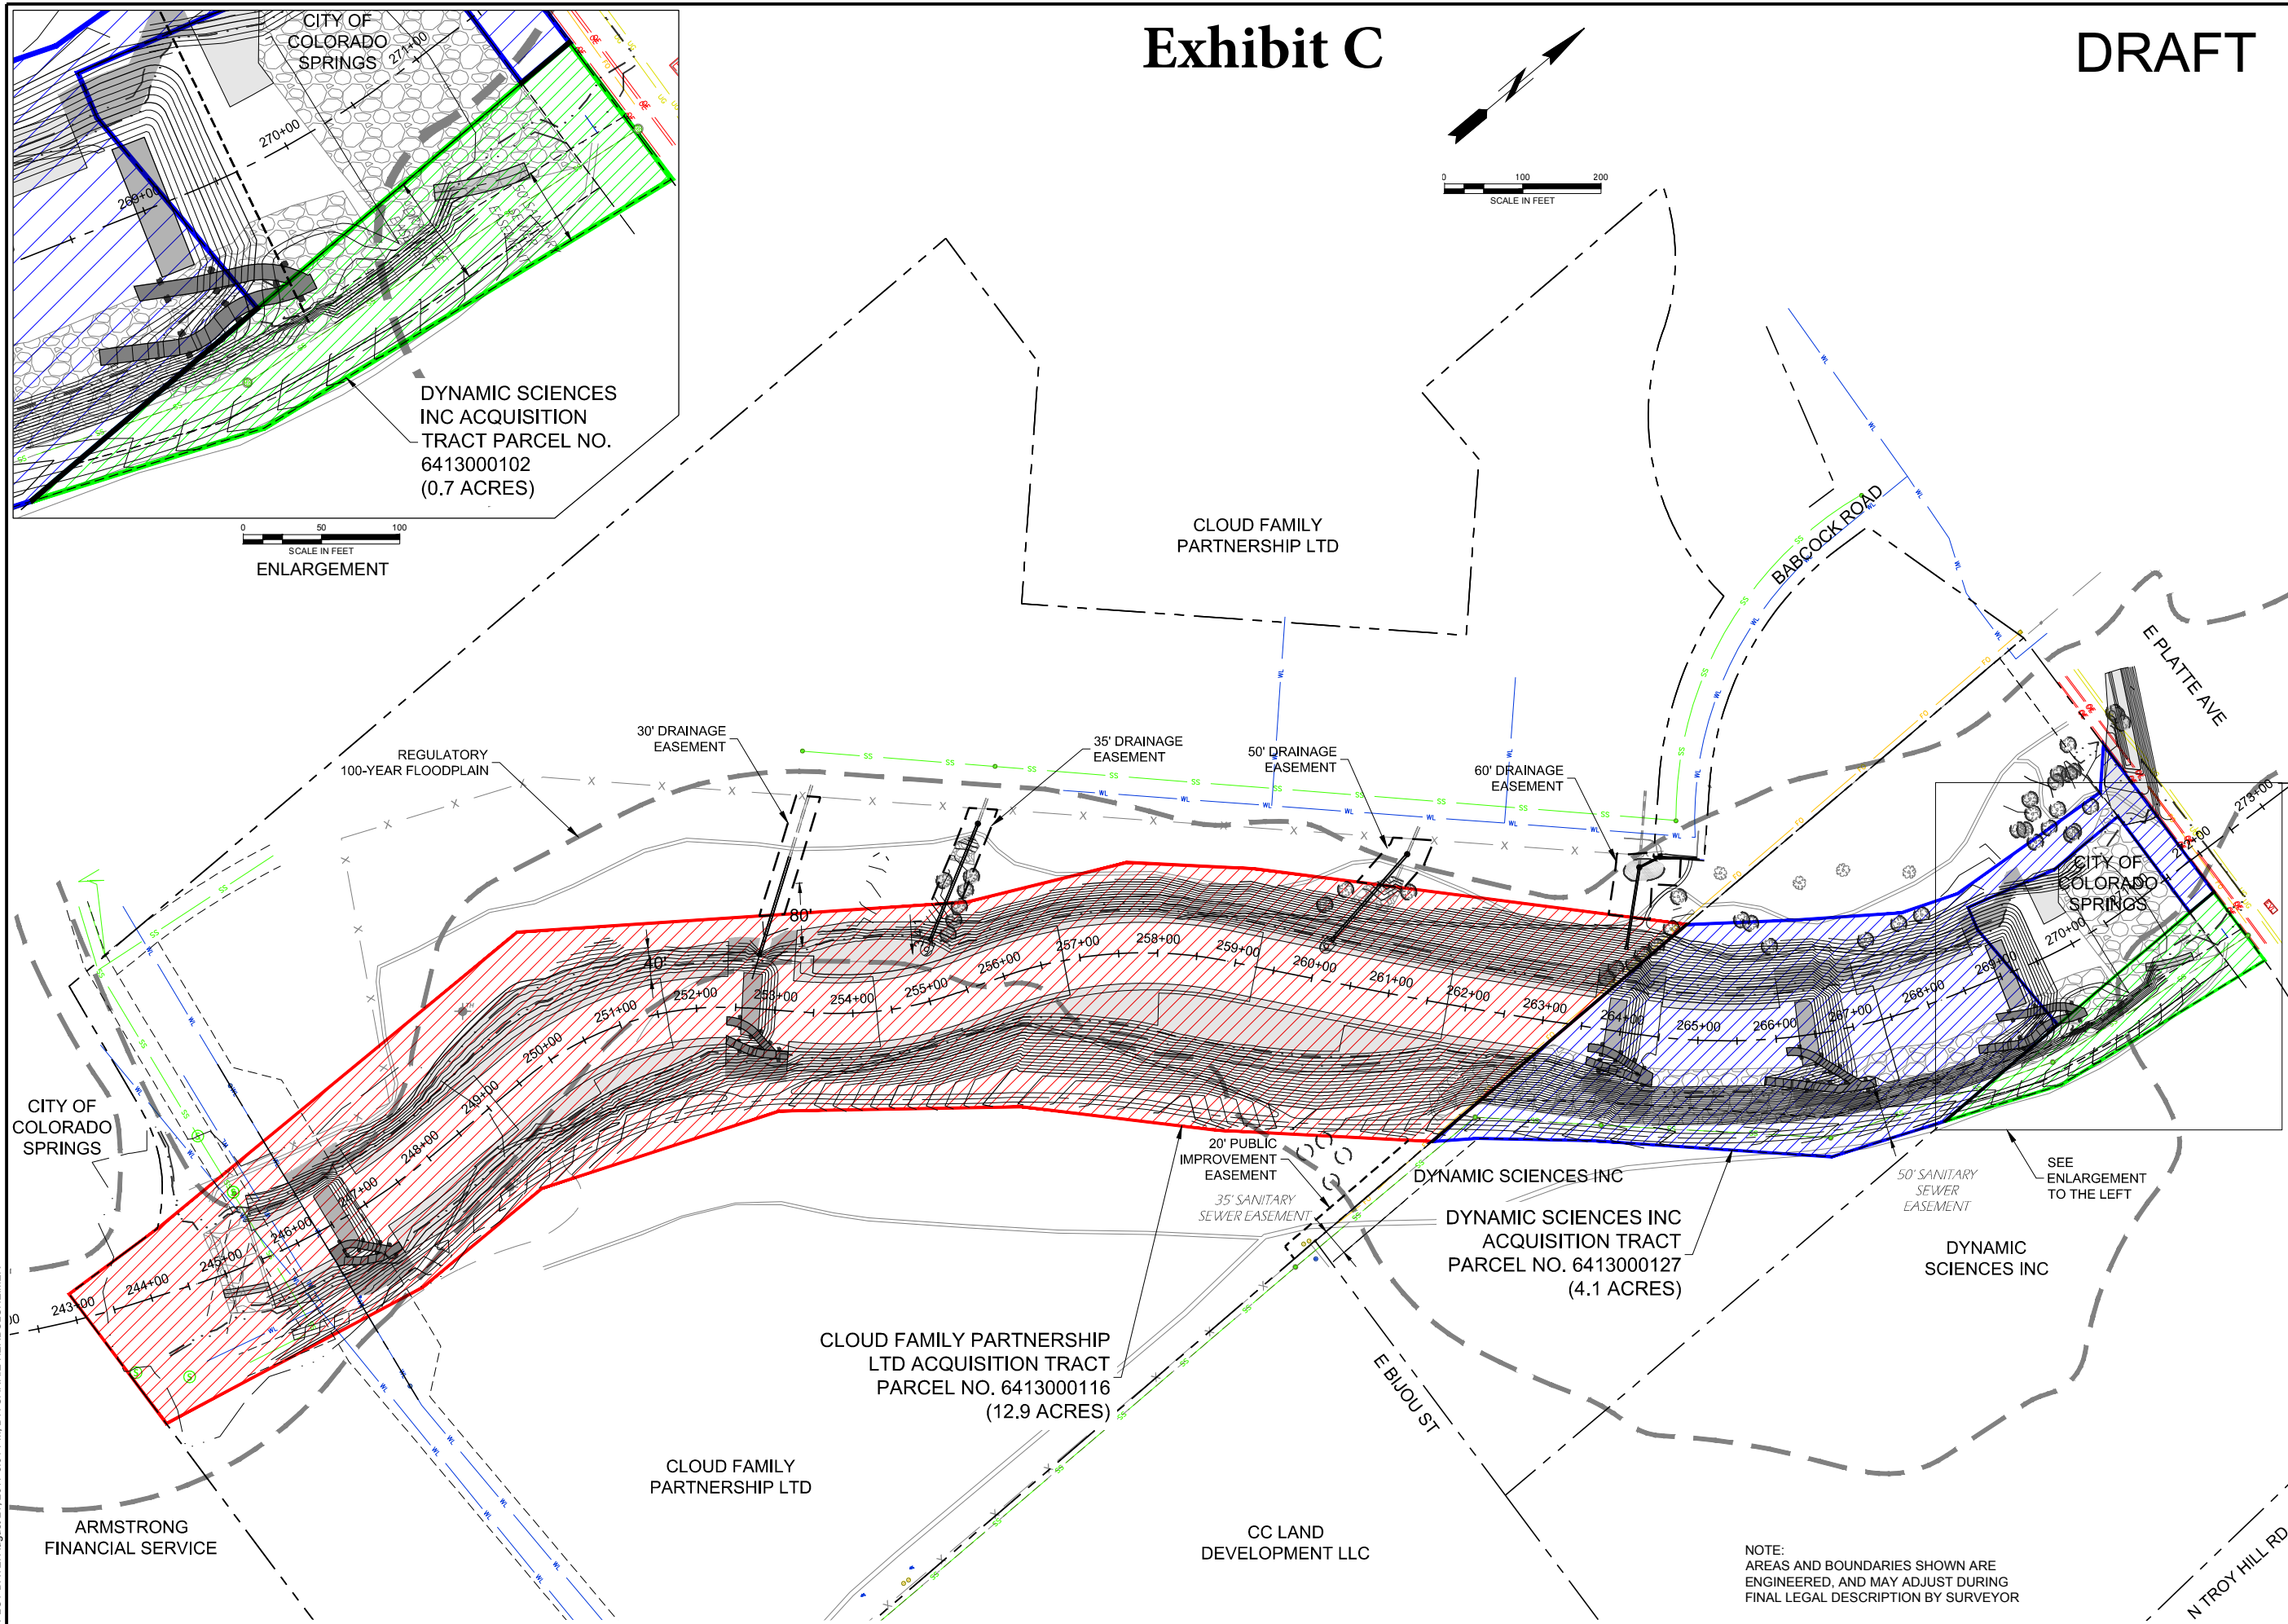 Exhibit C
DRAFT
CITY OF
COLORADO
SPRINGS
271+00
270+00
269+00
50' SANITARY
SEWER
EASEMENT
DYNAMIC SCIENCES
INC ACQUISITION
TRACT PARCEL NO.
6413000102
(0.7 ACRES)
0 50 100
SCALE IN FEET
ENLARGEMENT
0 100 200
SCALE IN FEET
CLOUD FAMILY
PARTNERSHIP LTD
BABCOCK ROAD
E PLATTE AVE
REGULATORY
100-YEAR FLOODPLAIN
30' DRAINAGE
EASEMENT
35' DRAINAGE
EASEMENT
50' DRAINAGE
EASEMENT
60' DRAINAGE
EASEMENT
CITY OF
COLORADO
SPRINGS
80'
40'
243+00
244+00
245+00
246+00
247+00
248+00
249+00
250+00
251+00
252+00
253+00
254+00
255+00
256+00
257+00
258+00
259+00
260+00
261+00
262+00
263+00
264+00
265+00
266+00
267+00
268+00
269+00
270+00
272+00
273+00
CITY OF
COLORADO
SPRINGS
20' PUBLIC
IMPROVEMENT
EASEMENT
35' SANITARY
SEWER EASEMENT
DYNAMIC SCIENCES INC
DYNAMIC SCIENCES INC
ACQUISITION TRACT
PARCEL NO. 6413000127
(4.1 ACRES)
50' SANITARY
SEWER
EASEMENT
SEE
ENLARGEMENT
TO THE LEFT
DYNAMIC
SCIENCES INC
CLOUD FAMILY PARTNERSHIP
LTD ACQUISITION TRACT
PARCEL NO. 6413000116
(12.9 ACRES)
E BIJOU ST
CLOUD FAMILY
PARTNERSHIP LTD
ARMSTRONG
FINANCIAL SERVICE
CC LAND
DEVELOPMENT LLC
NOTE:
AREAS AND BOUNDARIES SHOWN ARE
ENGINEERED, AND MAY ADJUST DURING
FINAL LEGAL DESCRIPTION BY SURVEYOR
N TROY HILL RD